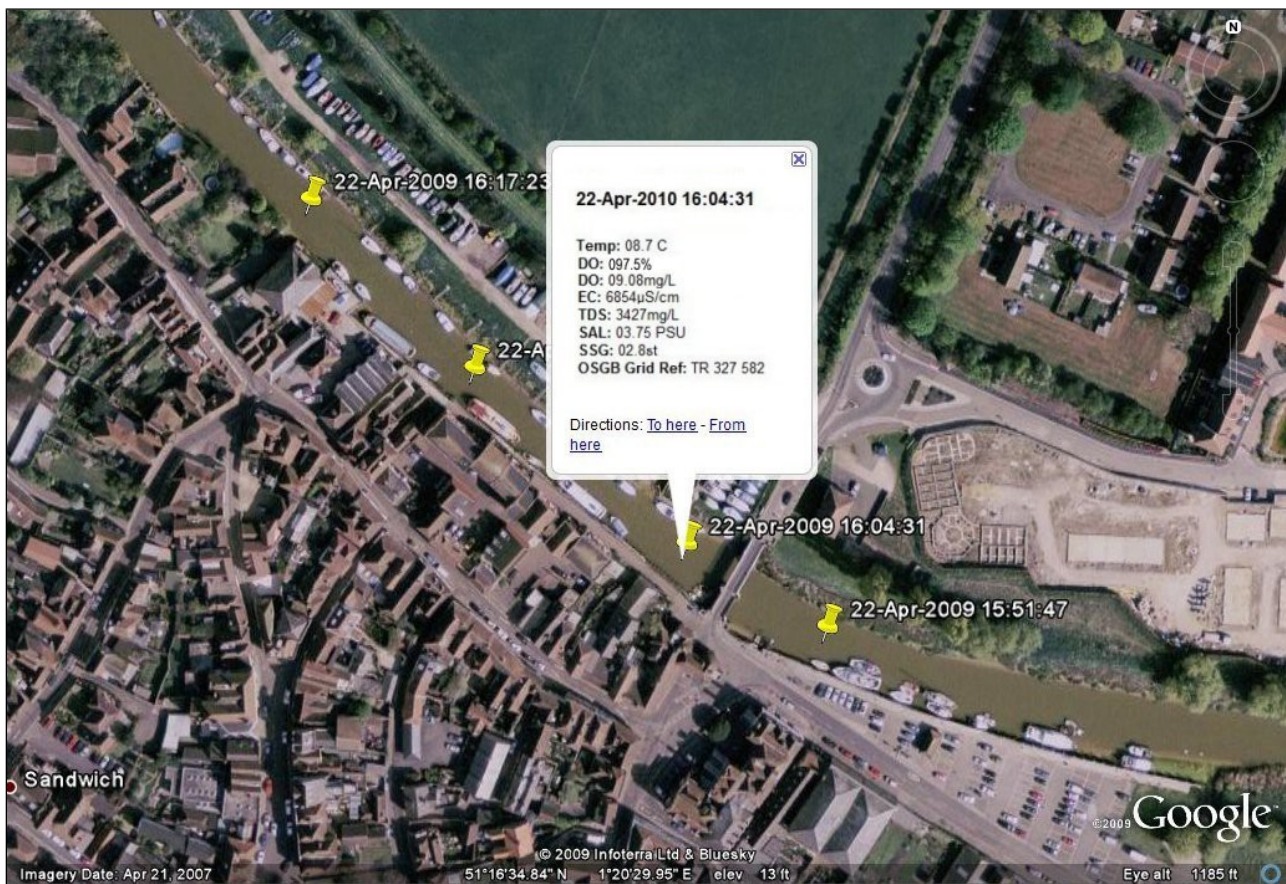 N
22-Apr-2009 16:17:23
22-Apr-2010 16:04:31
Temp: 08.7 C
DO: 097.5%
DO: 09.08mg/L
EC: 6854µS/cm
TDS: 3427mg/L
SAL: 03.75 PSU
SSG: 02.8st
OSGB Grid Ref: TR 327 582
22-A
Directions: To here - From
here
22-Apr-2009 16:04:31
22-Apr-2009 15:51:47
Sandwich
©2009 Google
© 2009 Infoterra Ltd & Bluesky
Imagery Date: Apr 21, 2007 51°16'34.84" N 1°20'29.95" E elev 13 ft Eye alt 1185 ft